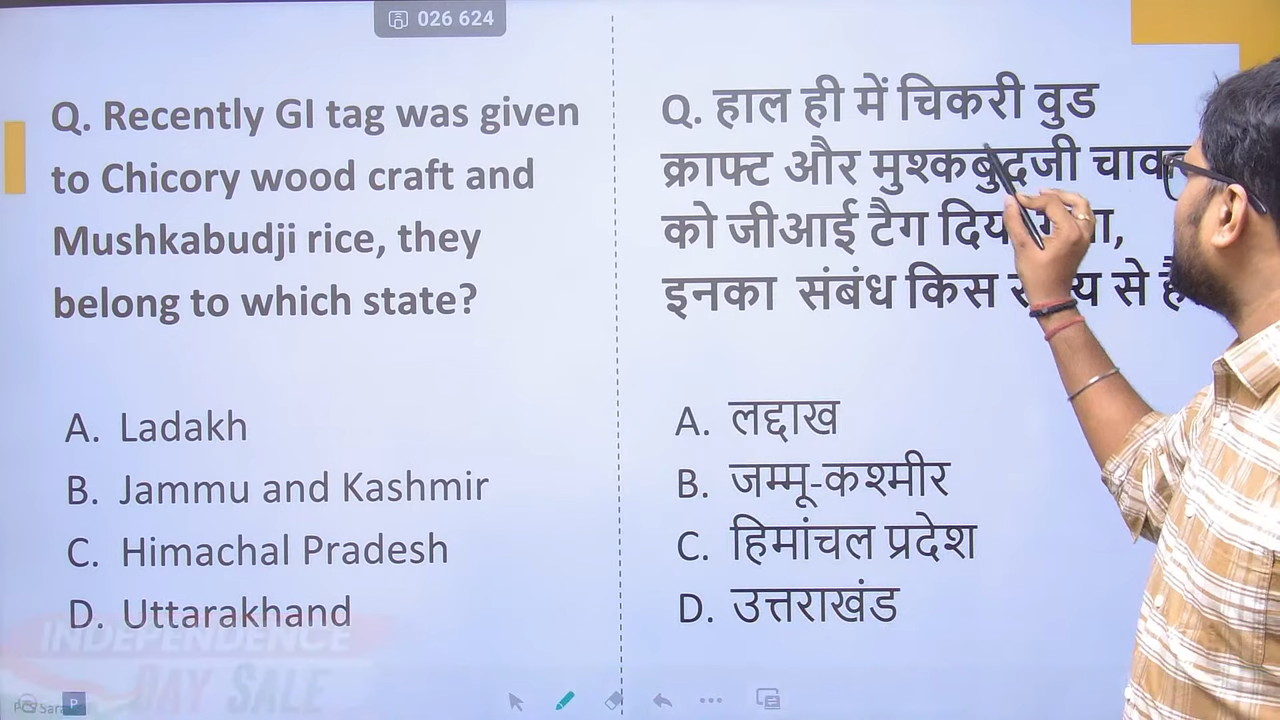 026 624
Q. Recently GI tag was given
to Chicory wood craft and
Mushkabudji rice, they
belong to which state?
A. Ladakh
B. Jammu and Kashmir
C. Himachal Pradesh
D. Uttarakhand
Q. हाल ही में चिकरी वुड
क्राफ्ट और मुश्कबुदजी
को जीआई टैग
इनका संबंध किस से
A. लद्दाख
B. जम्मू-कश्मीर
C. हिमांचल प्रदेश
D. उत्तराखंड
INDEPENDENCE
DAY SALE
P